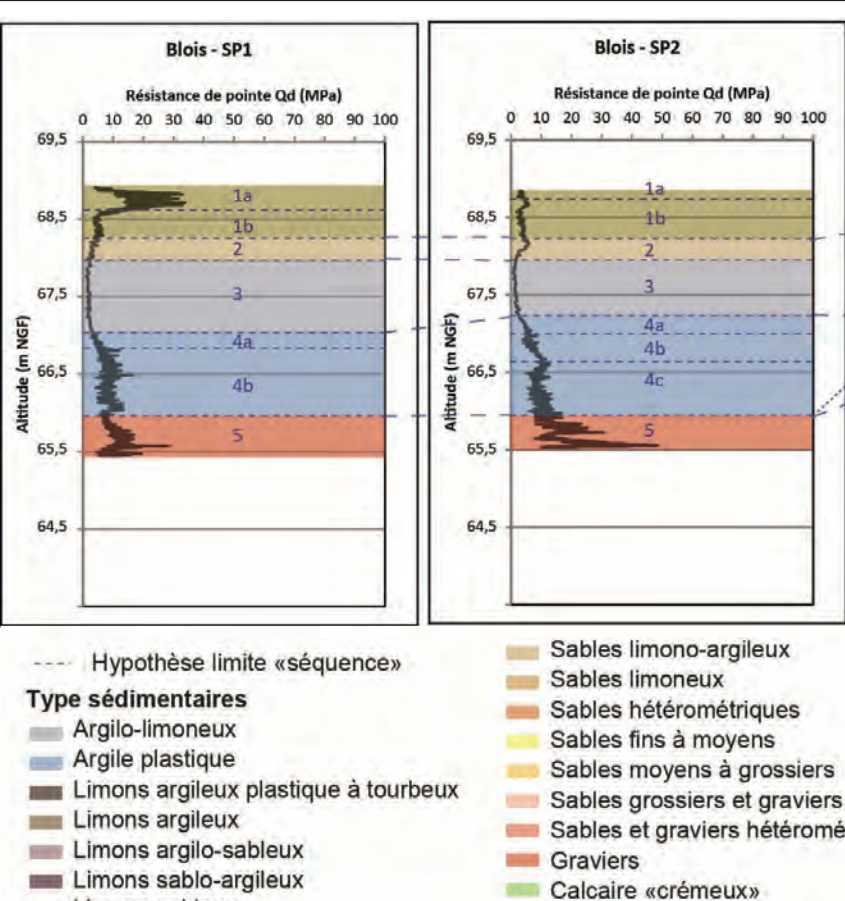 Blois - SP1
Résistance de pointe Qd (MPa)
0 10 20 30 40 50 60 70 80 90 100
69,5
68,5
67,5
66,5
65,5
64,5
Altitude (m NGF)
1a
1b
2
3
4a
4b
5
Blois - SP2
Résistance de pointe Qd (MPa)
0 10 20 30 40 50 60 70 80 90 100
69,5
68,5
67,5
66,5
65,5
64,5
Altitude (m NGF)
1a
1b
2
3
4a
4b
4c
5
Hypothèse limite «séquence»
Type sédimentaires
Argilo-limoneux
Argile plastique
Limons argileux plastique à tourbeux
Limons argileux
Limons argilo-sableux
Limons sablo-argileux
Sables limono-argileux
Sables limoneux
Sables hétérométriques
Sables fins à moyens
Sables moyens à grossiers
Sables grossiers et graviers
Sables et graviers hétéromé
Graviers
Calcaire «crémeux»